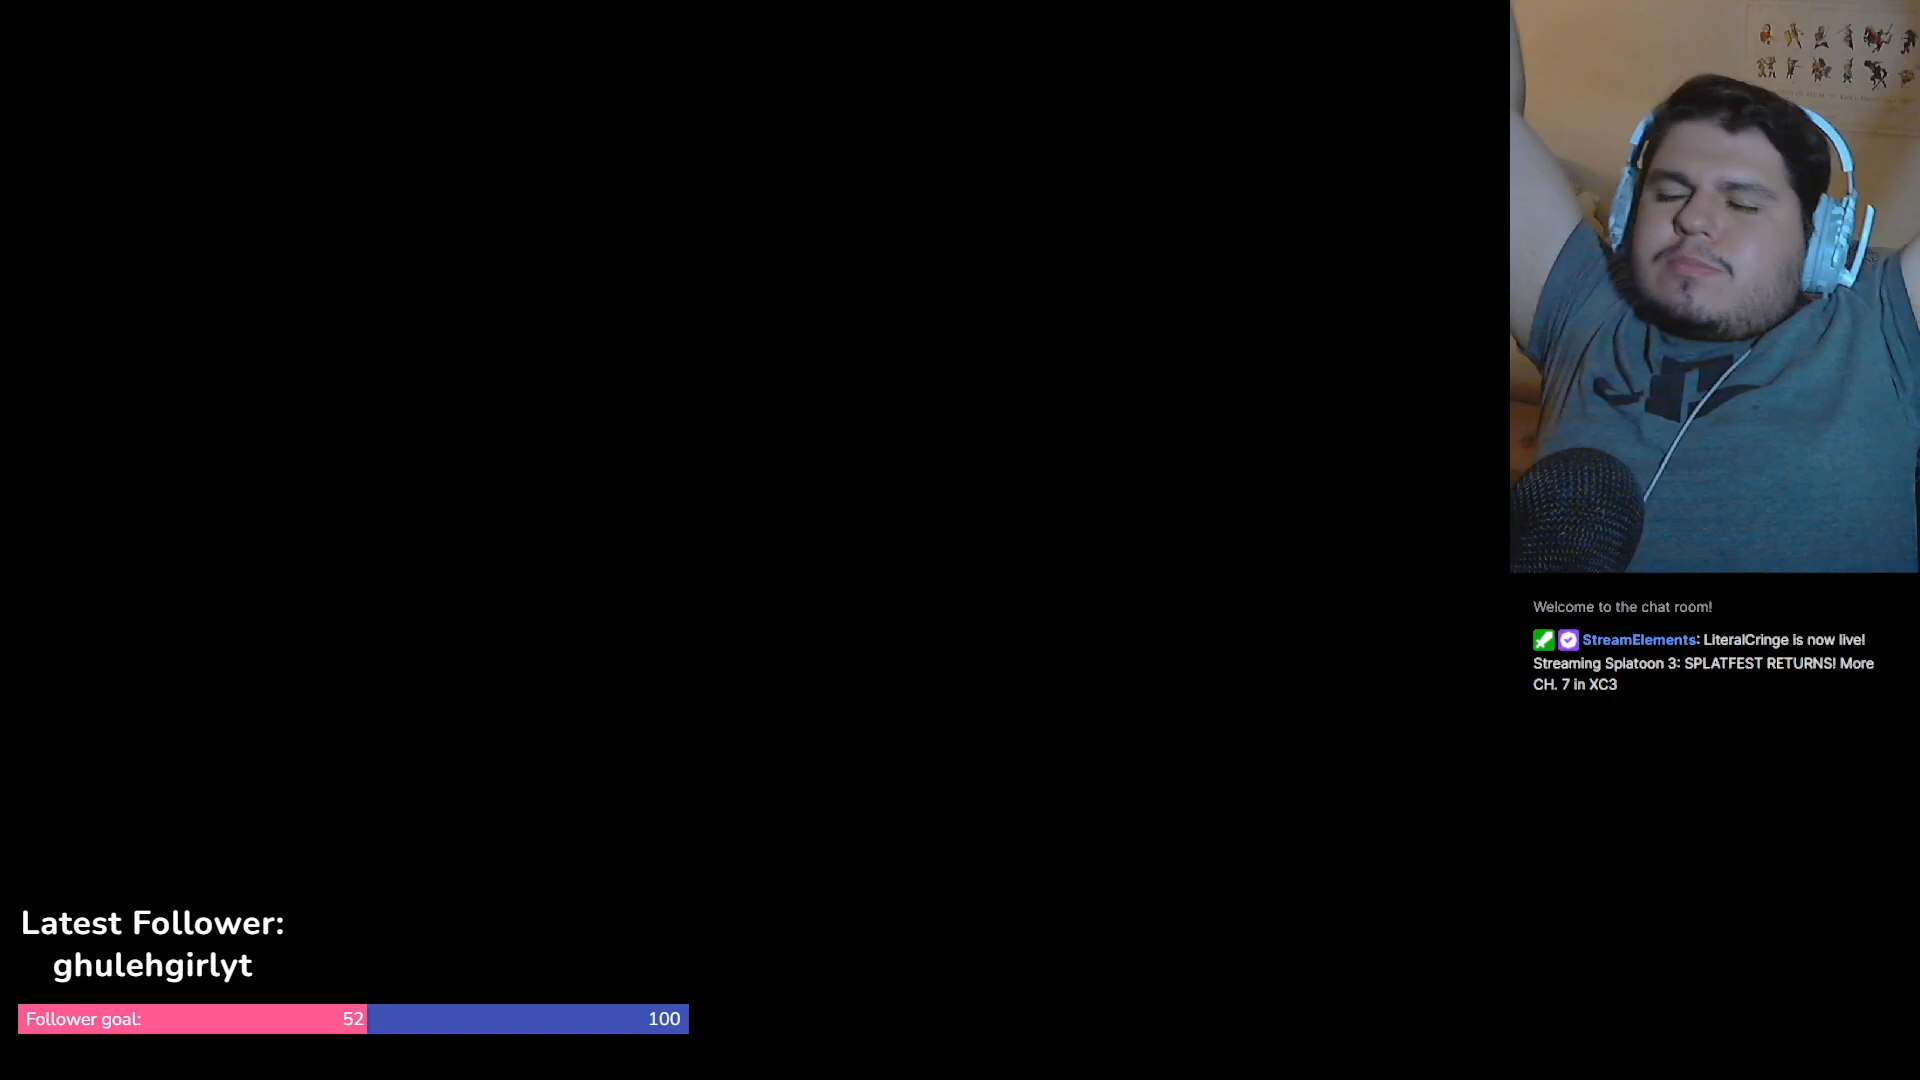 Welcome to the chat room!
StreamElements: LiteralCringe is now live!
Streaming Splatoon 3: SPLATFEST RETURNS! More
CH. 7 in XC3
Latest Follower:
ghulehgirlyt
Follower goal: 52 100